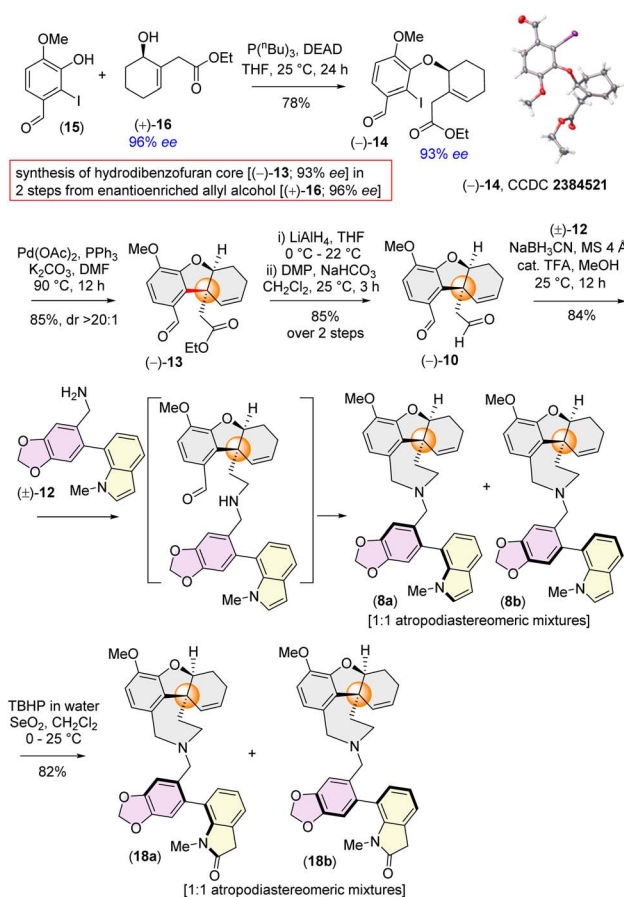 OMe
OH
I
O
(15)
+
OH
O
O
Et
(+)-16
96% ee
P(ⁿBu)₃, DEAD
THF, 25 °C, 24 h
78%
MeO
O
I
O
O
O
Et
(−)-14
93% ee
(−)-14, CCDC 2384521
synthesis of hydrodibenzofuran core [(−)-13; 93% ee] in
2 steps from enantioenriched allyl alcohol [(+)-16; 96% ee]
Pd(OAc)₂, PPh₃
K₂CO₃, DMF
90 °C, 12 h
85%, dr >20:1
MeO
O
H
O
O
EtO
(−)-13
i) LiAlH₄, THF
0 °C - 22 °C
ii) DMP, NaHCO₃
CH₂Cl₂, 25 °C, 3 h
85%
over 2 steps
MeO
O
H
O
O
H
(−)-10
(±)-12
NaBH₃CN, MS 4 Å
cat. TFA, MeOH
25 °C, 12 h
84%
NH₂
O
O
Me
N
(±)-12
MeO
O
H
O
HN
O
O
Me
N
MeO
O
H
N
O
O
Me
N
(8a)
+
MeO
O
H
N
O
O
Me
N
(8b)
[1:1 atropodiastereomeric mixtures]
TBHP in water
SeO₂, CH₂Cl₂
0 - 25 °C
82%
MeO
O
H
N
O
O
Me
N
O
(18a)
+
MeO
O
H
N
O
O
Me
N
O
(18b)
[1:1 atropodiastereomeric mixtures]